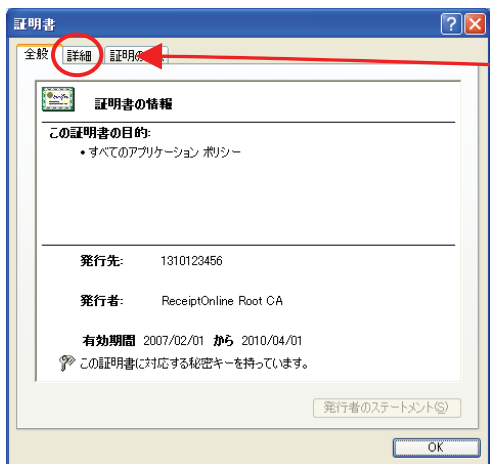 証明書
全般 詳細 証明の
証明書の情報
この証明書の目的:
• すべてのアプリケーション ポリシー
発行先: 1310123456
発行者: ReceiptOnline Root CA
有効期間 2007/02/01 から 2010/04/01
この証明書に対応する秘密キーを持っています。
発行者のステートメント(S)
OK